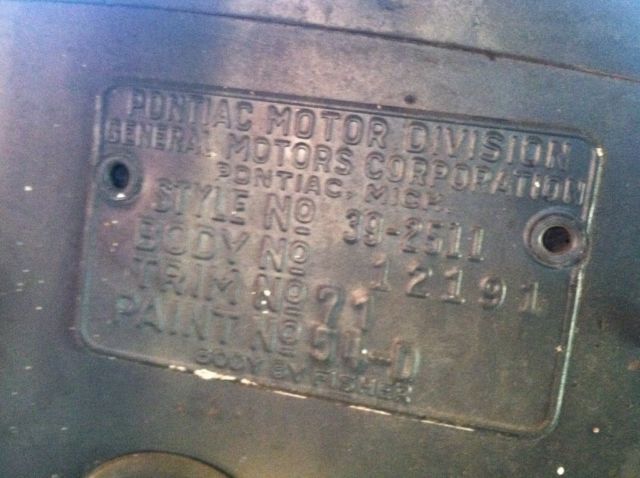 PONTIAC MOTOR DIVISION
GENERAL MOTORS CORPORATION
PONTIAC, MICH.
STYLE NO 39-2511
BODY NO 12191
TRIM NO 71
PAINT NO
BODY BY FISHER